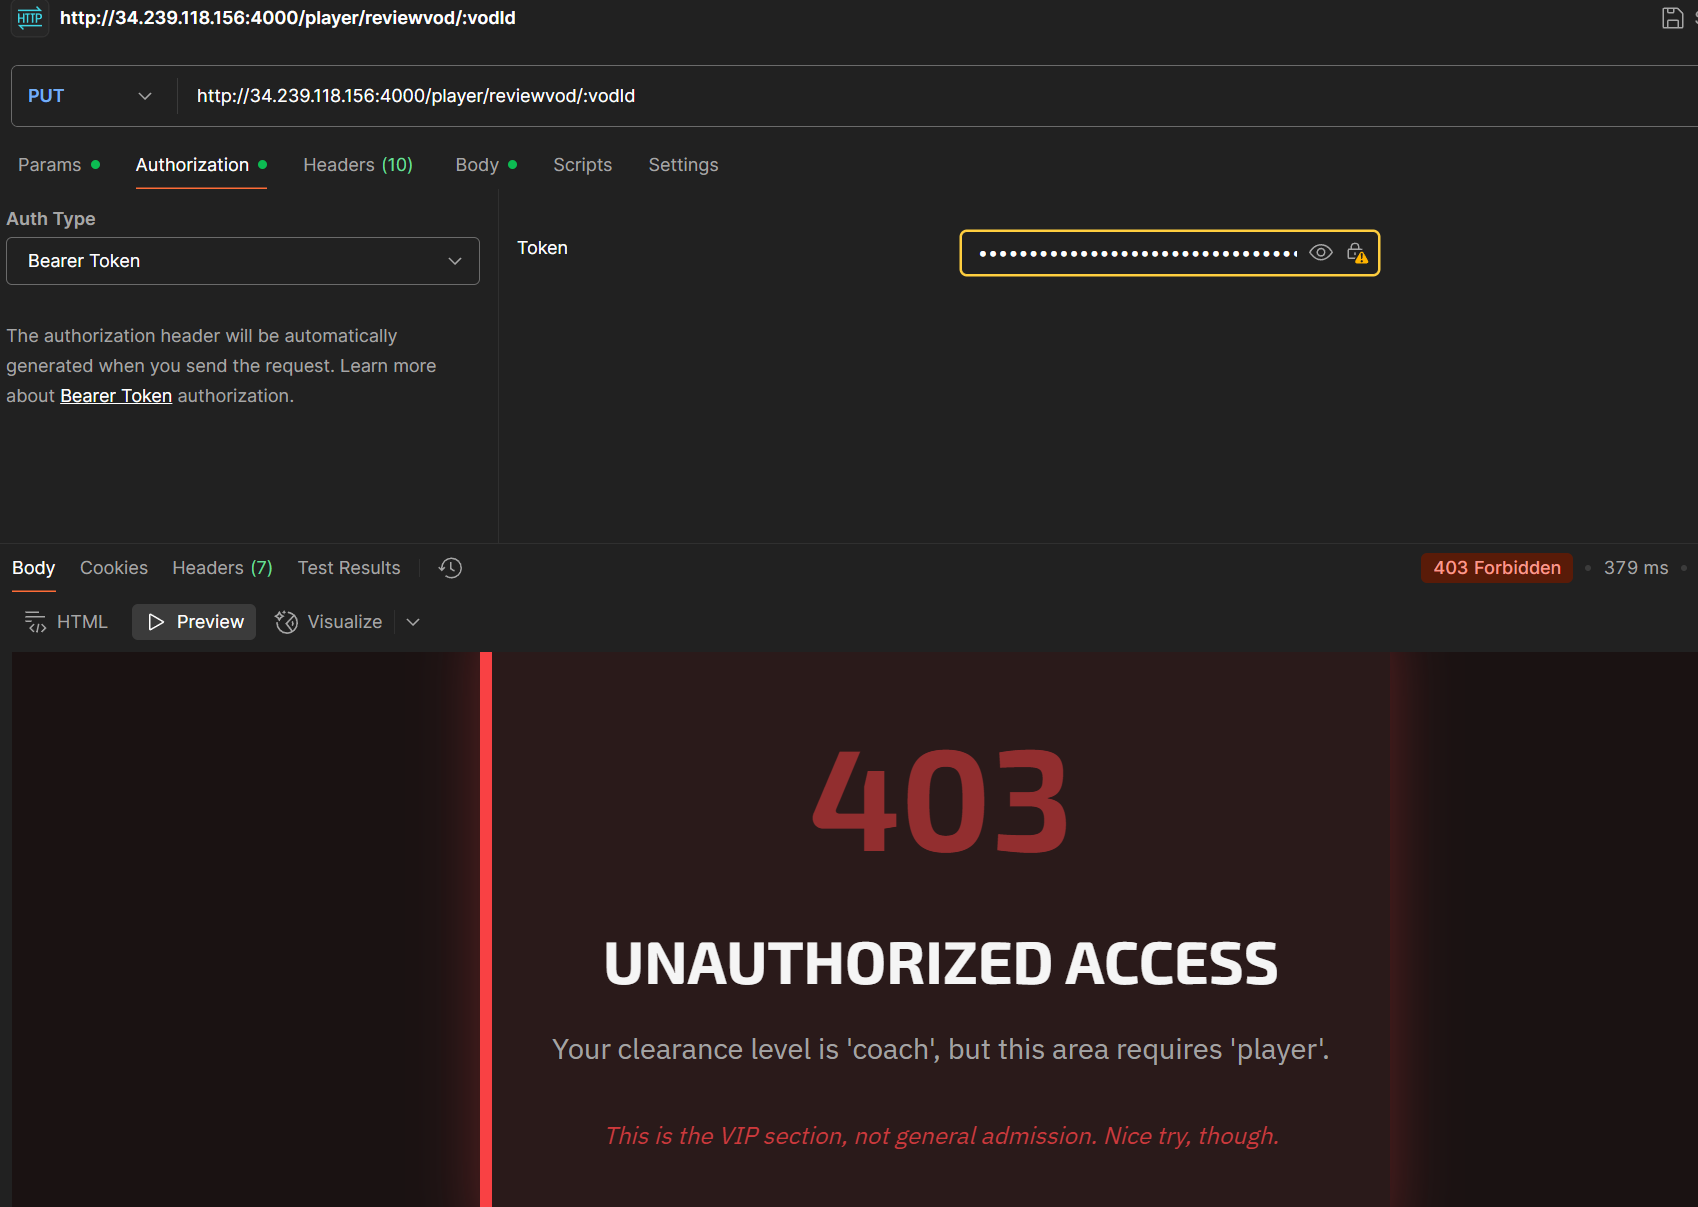 HTTP
http://34.239.118.156:4000/player/reviewvod/:vodId
PUT
http://34.239.118.156:4000/player/reviewvod/:vodId
Params
Authorization
Headers (10)
Body
Scripts
Settings
Auth Type
Bearer Token
Token
The authorization header will be automatically
generated when you send the request. Learn more
about Bearer Token authorization.
Body
Cookies
Headers (7)
Test Results
403 Forbidden
379 ms
HTML
Preview
Visualize
403
UNAUTHORIZED ACCESS
Your clearance level is 'coach', but this area requires 'player'.
This is the VIP section, not general admission. Nice try, though.